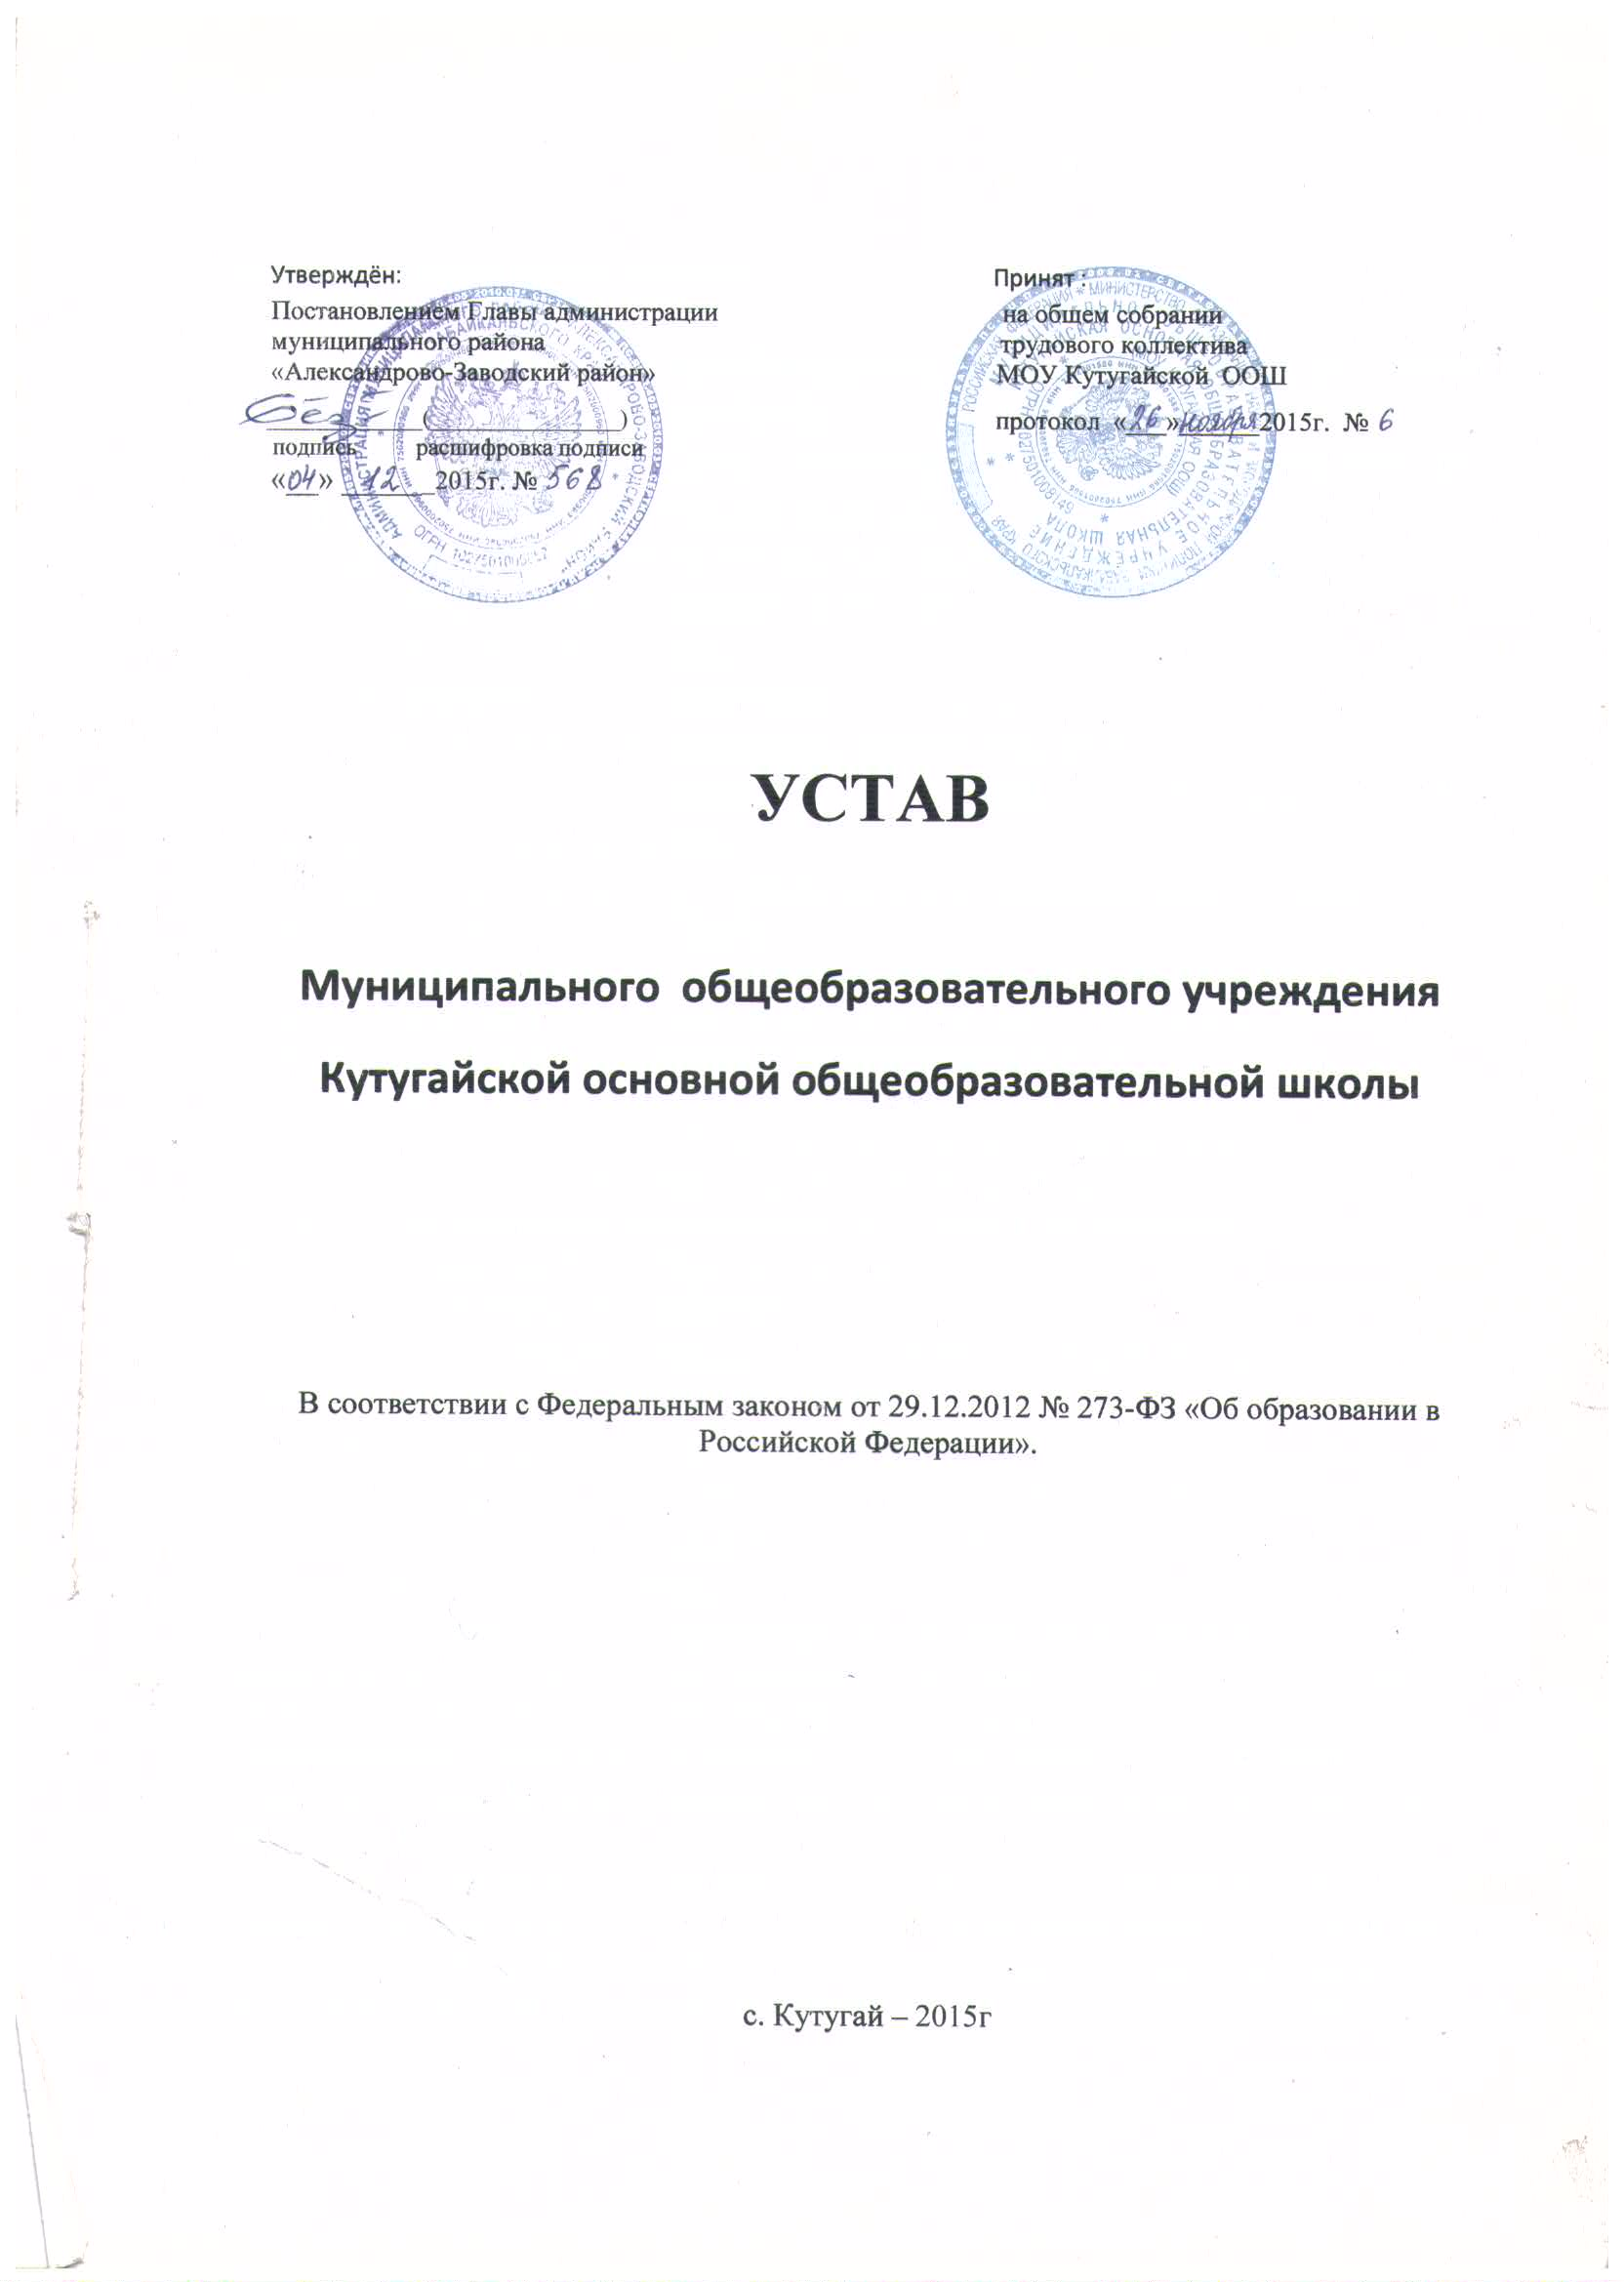 Утверждён:
Постановлением Главы администрации
муниципального района
«Александрово-Заводский район»
____________(_______________)
подпись расшифровка подписи
«04» 12 2015г. № 568
Принят :
на общем собрании
трудового коллектива
МОУ Кутугайской ООШ
протокол «26» ноября 2015г. № 6
УСТАВ
Муниципального общеобразовательного учреждения
Кутугайской основной общеобразовательной школы
В соответствии с Федеральным законом от 29.12.2012 № 273-ФЗ «Об образовании в
Российской Федерации».
с. Кутугай – 2015г